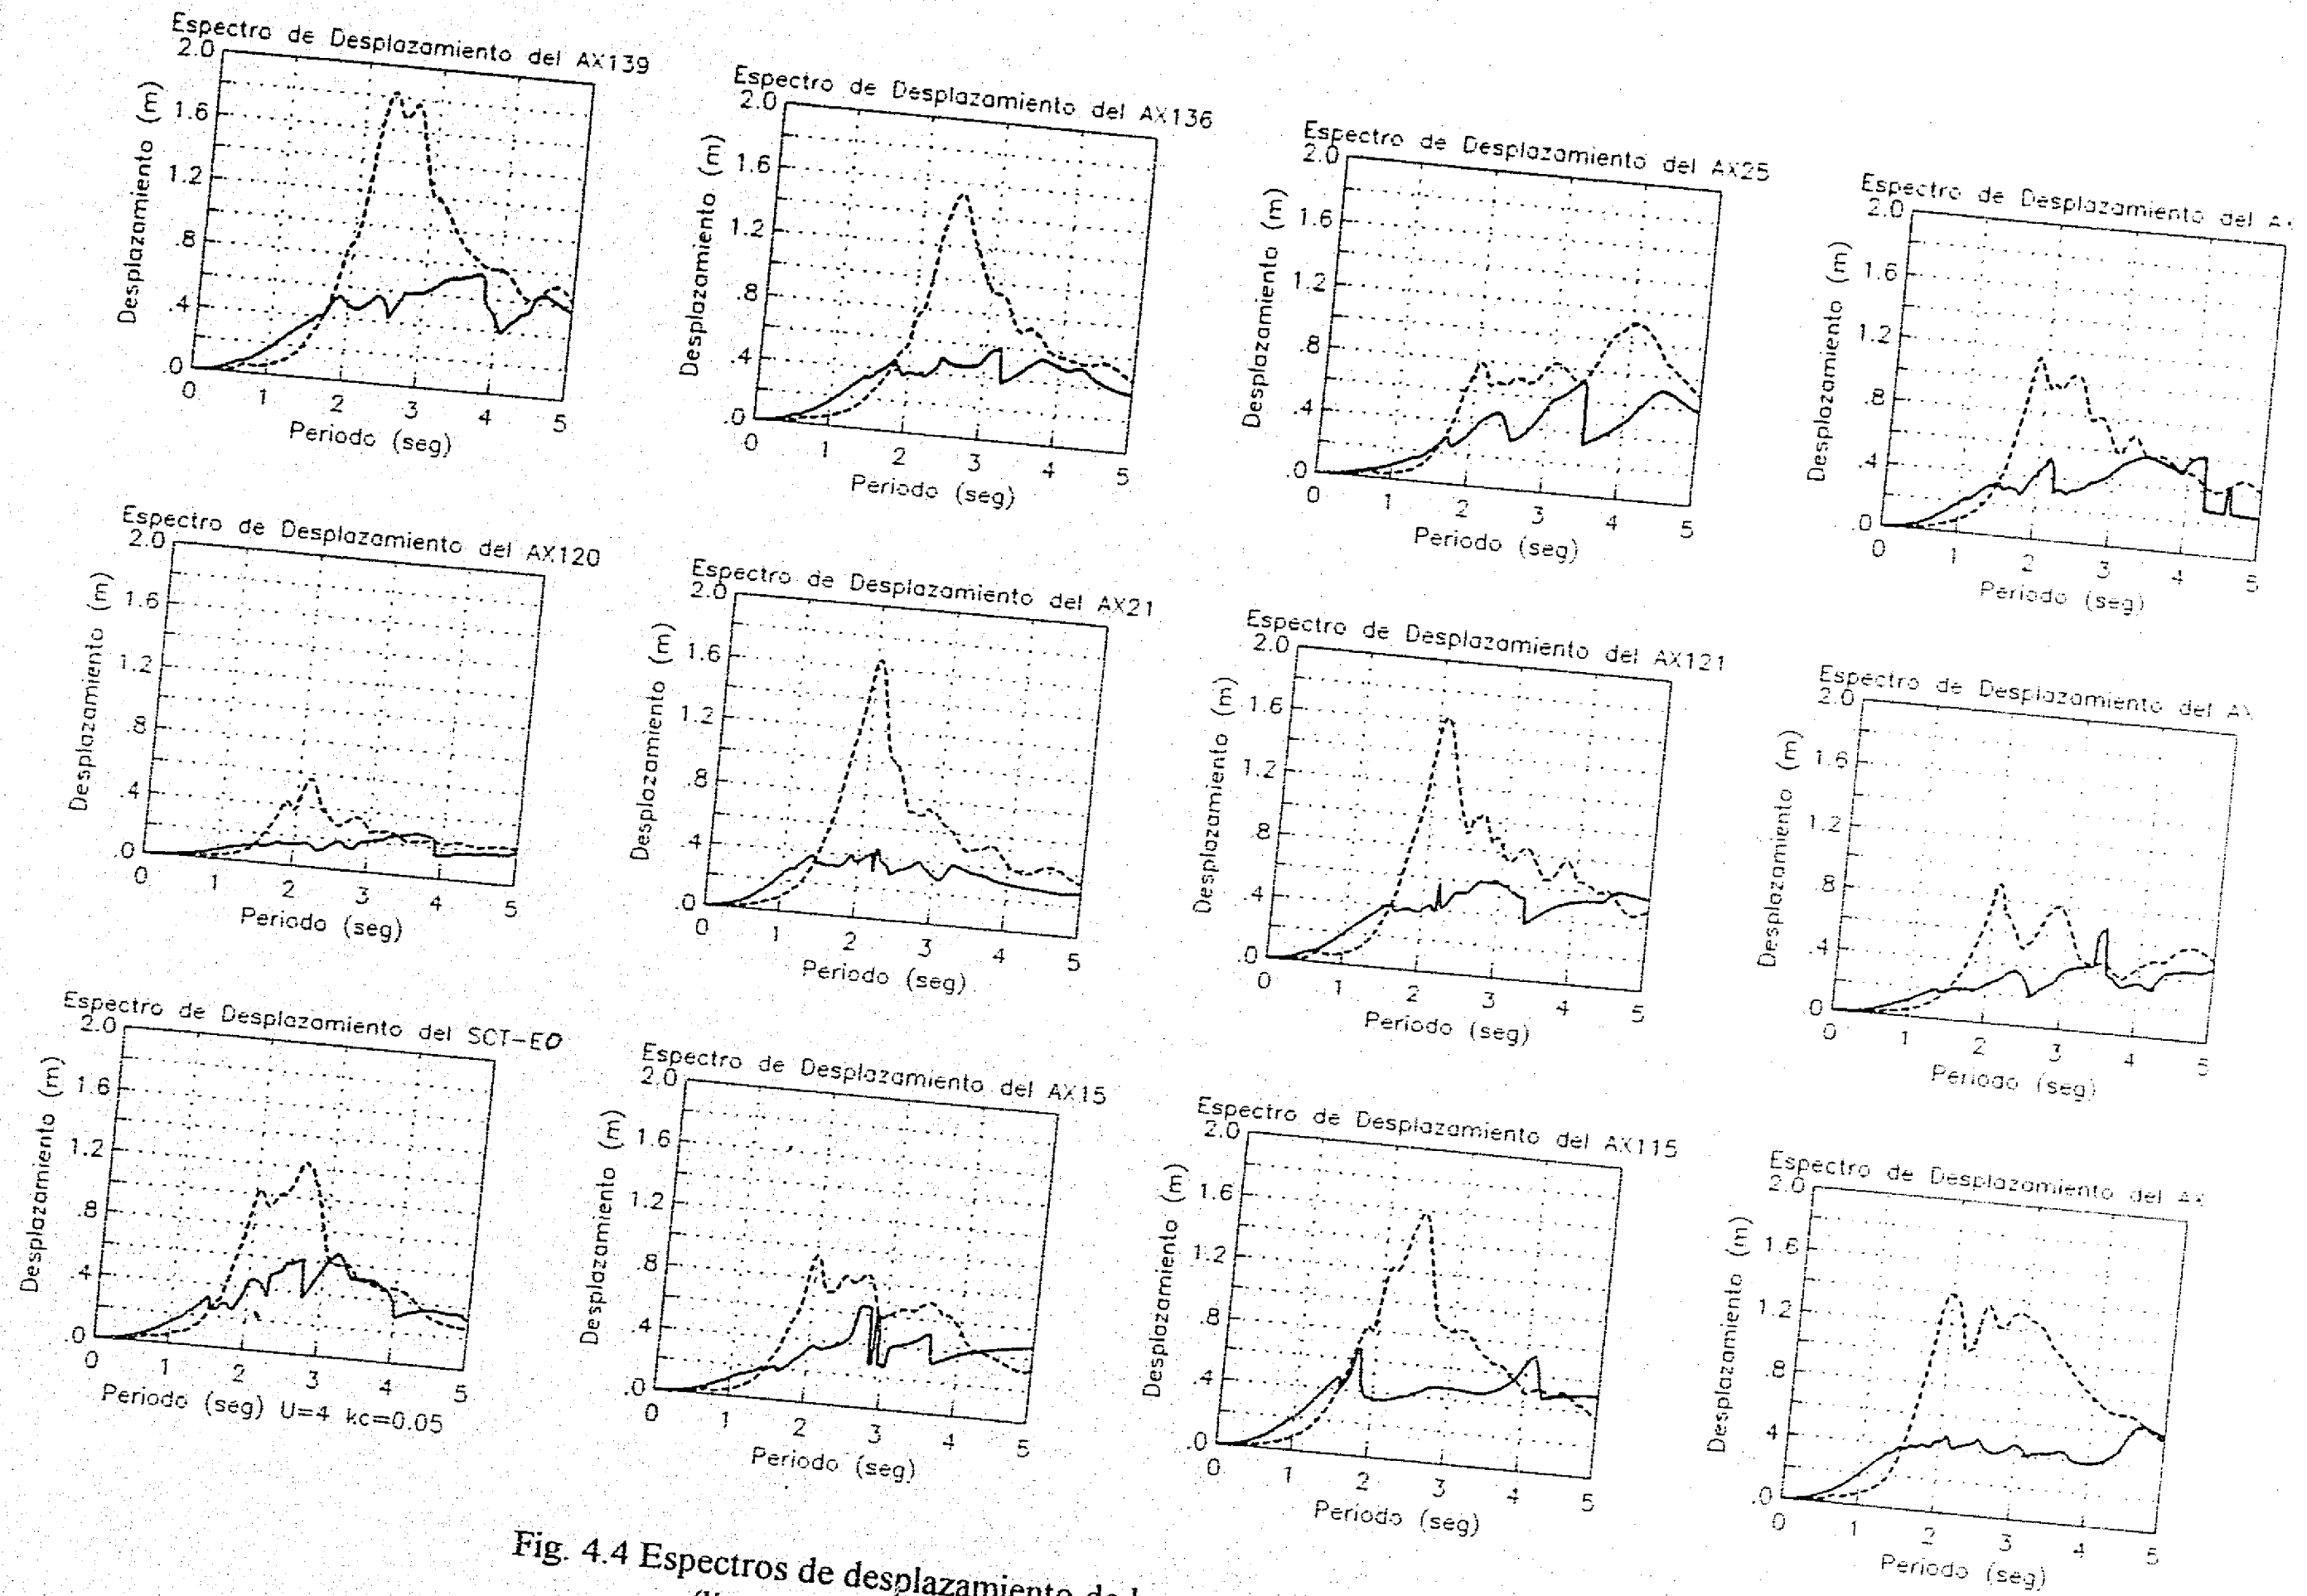 Espectro de Desplazamiento del AX139
2.0
1.6
1.2
.8
.4
.0
Desplazamiento (m)
0 1 2 3 4 5
Periodo (seg)
Espectro de Desplazamiento del AX136
2.0
1.6
1.2
.8
.4
.0
Desplazamiento (m)
0 1 2 3 4 5
Periodo (seg)
Espectro de Desplazamiento del AX25
2.0
1.6
1.2
.8
.4
.0
Desplazamiento (m)
0 1 2 3 4 5
Periodo (seg)
Espectro de Desplazamiento del
2.0
1.6
1.2
.8
.4
.0
Desplazamiento (m)
0 1 2 3 4 5
Periodo (seg)
Espectro de Desplazamiento del AX120
2.0
1.6
1.2
.8
.4
.0
Desplazamiento (m)
0 1 2 3 4 5
Periodo (seg)
Espectro de Desplazamiento del AX21
2.0
1.6
1.2
.8
.4
.0
Desplazamiento (m)
0 1 2 3 4 5
Periodo (seg)
Espectro de Desplazamiento del AX121
2.0
1.6
1.2
.8
.4
.0
Desplazamiento (m)
0 1 2 3 4 5
Periodo (seg)
Espectro de Desplazamiento del
2.0
1.6
1.2
.8
.4
.0
Desplazamiento (m)
0 1 2 3 4 5
Periodo (seg)
Espectro de Desplazamiento del SCT-EO
2.0
1.6
1.2
.8
.4
.0
Desplazamiento (m)
0 1 2 3 4 5
Periodo (seg) U=4 kc=0.05
Espectro de Desplazamiento del AX15
2.0
1.6
1.2
.8
.4
.0
Desplazamiento (m)
0 1 2 3 4 5
Periodo (seg)
Espectro de Desplazamiento del AX115
2.0
1.6
1.2
.8
.4
.0
Desplazamiento (m)
0 1 2 3 4 5
Periodo (seg)
Espectro de Desplazamiento del
2.0
1.6
1.2
.8
.4
.0
Desplazamiento (m)
0 1 2 3 4 5
Periodo (seg)
Fig. 4.4 Espectros de desplazamiento